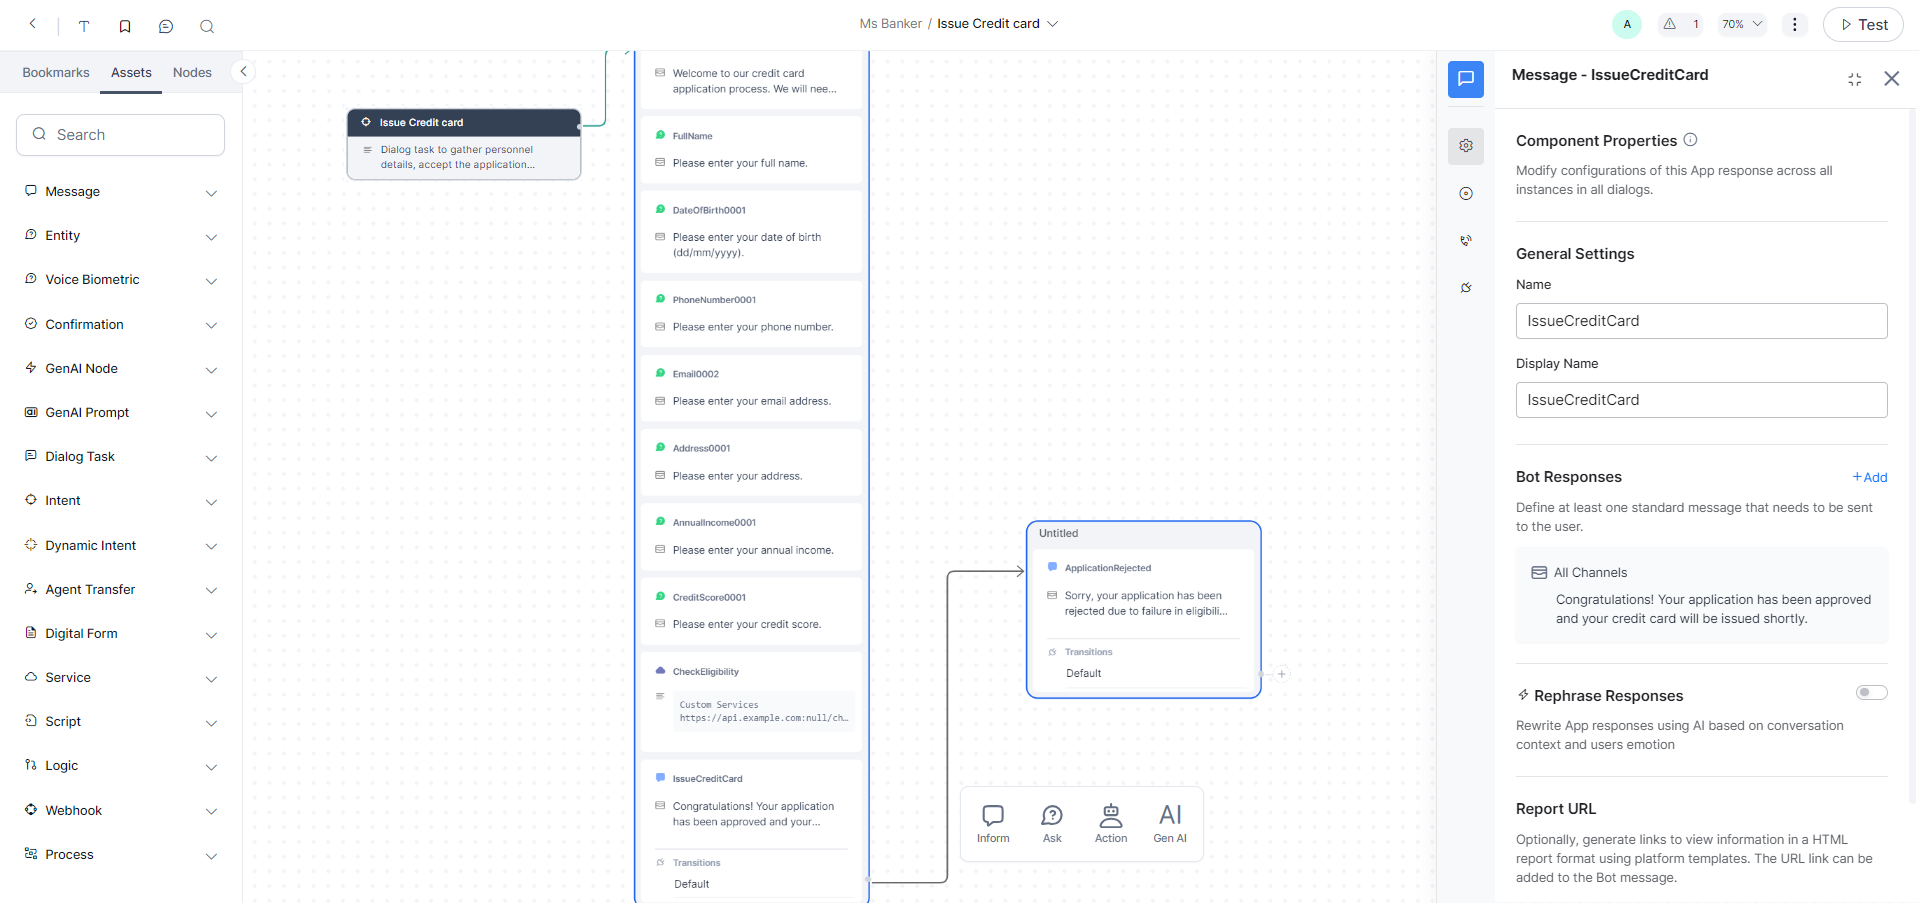 Ms Banker / Issue Credit card
A
1
70%
Test
Bookmarks
Assets
Nodes
Search
Message
Entity
Voice Biometric
Confirmation
GenAI Node
GenAI Prompt
Dialog Task
Intent
Dynamic Intent
Agent Transfer
Digital Form
Service
Script
Logic
Webhook
Process
Issue Credit card
Dialog task to gather personnel
details, accept the application...
Welcome to our credit card
application process. We will nee...
FullName
Please enter your full name.
DateOfBirth0001
Please enter your date of birth
(dd/mm/yyyy).
PhoneNumber0001
Please enter your phone number.
Email0002
Please enter your email address.
Address0001
Please enter your address.
AnnualIncome0001
Please enter your annual income.
CreditScore0001
Please enter your credit score.
CheckEligibility
Custom Services
https://api.example.com:null/ch...
IssueCreditCard
Congratulations! Your application
has been approved and your...
Transitions
Default
Untitled
ApplicationRejected
Sorry, your application has been
rejected due to failure in eligibili...
Transitions
Default
Inform
Ask
Action
AI
Gen AI
Message - IssueCreditCard
Component Properties
Modify configurations of this App response across all
instances in all dialogs.
General Settings
Name
IssueCreditCard
Display Name
IssueCreditCard
Bot Responses
+Add
Define at least one standard message that needs to be sent
to the user.
All Channels
Congratulations! Your application has been approved
and your credit card will be issued shortly.
Rephrase Responses
Rewrite App responses using AI based on conversation
context and users emotion
Report URL
Optionally, generate links to view information in a HTML
report format using platform templates. The URL link can be
added to the Bot message.